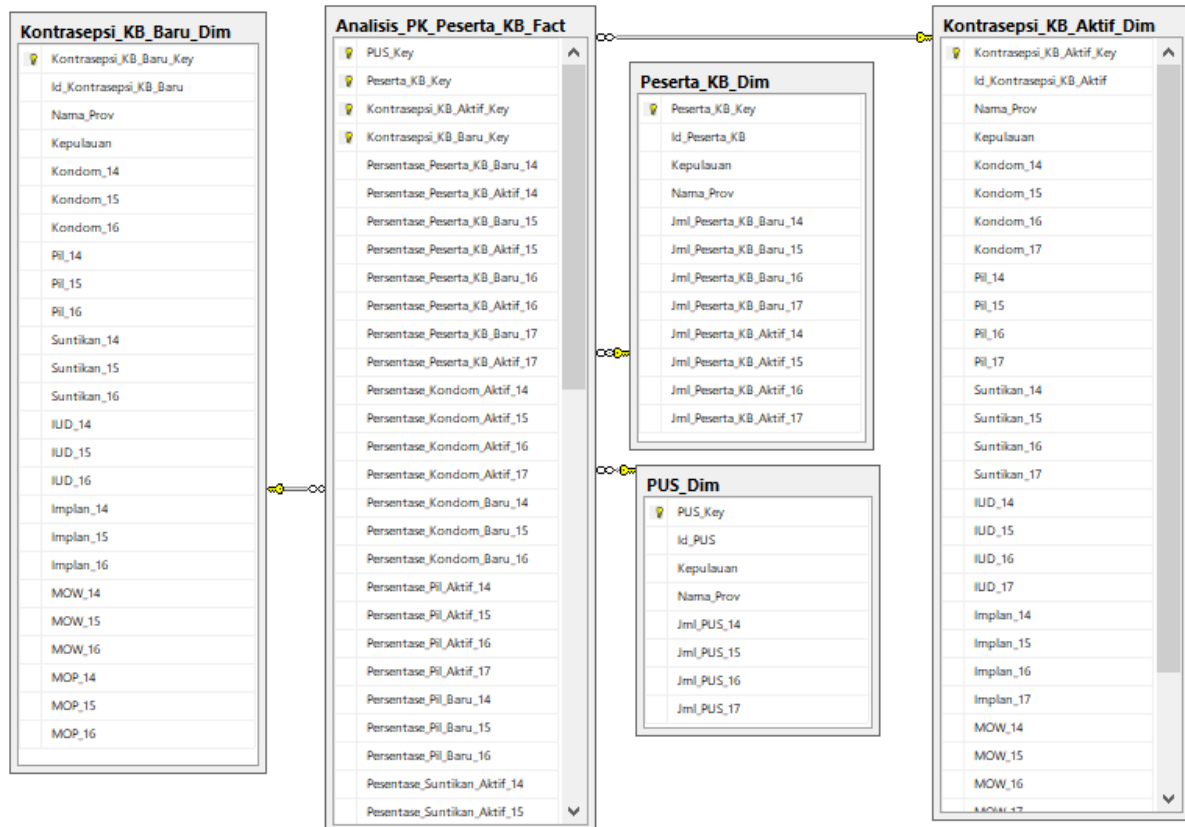 Kontrasepsi_KB_Baru_Dim
Kontrasepsi_KB_Baru_Key
Id_Kontrasepsi_KB_Baru
Nama_Prov
Kepulauan
Kondom_14
Kondom_15
Kondom_16
Pil_14
Pil_15
Pil_16
Suntikan_14
Suntikan_15
Suntikan_16
IUD_14
IUD_15
IUD_16
Implan_14
Implan_15
Implan_16
MOW_14
MOW_15
MOW_16
MOP_14
MOP_15
MOP_16
Analisis_PK_Peserta_KB_Fact
PUS_Key
Peserta_KB_Key
Kontrasepsi_KB_Aktif_Key
Kontrasepsi_KB_Baru_Key
Persentase_Peserta_KB_Baru_14
Persentase_Peserta_KB_Aktif_14
Persentase_Peserta_KB_Baru_15
Persentase_Peserta_KB_Aktif_15
Persentase_Peserta_KB_Baru_16
Persentase_Peserta_KB_Aktif_16
Persentase_Peserta_KB_Baru_17
Persentase_Peserta_KB_Aktif_17
Persentase_Kondom_Aktif_14
Persentase_Kondom_Aktif_15
Persentase_Kondom_Aktif_16
Persentase_Kondom_Aktif_17
Persentase_Kondom_Baru_14
Persentase_Kondom_Baru_15
Persentase_Kondom_Baru_16
Persentase_Pil_Aktif_14
Persentase_Pil_Aktif_15
Persentase_Pil_Aktif_16
Persentase_Pil_Aktif_17
Persentase_Pil_Baru_14
Persentase_Pil_Baru_15
Persentase_Pil_Baru_16
Pesentase_Suntikan_Aktif_14
Pesentase_Suntikan_Aktif_15
Peserta_KB_Dim
Peserta_KB_Key
Id_Peserta_KB
Kepulauan
Nama_Prov
Jml_Peserta_KB_Baru_14
Jml_Peserta_KB_Baru_15
Jml_Peserta_KB_Baru_16
Jml_Peserta_KB_Baru_17
Jml_Peserta_KB_Aktif_14
Jml_Peserta_KB_Aktif_15
Jml_Peserta_KB_Aktif_16
Jml_Peserta_KB_Aktif_17
PUS_Dim
PUS_Key
Id_PUS
Kepulauan
Nama_Prov
Jml_PUS_14
Jml_PUS_15
Jml_PUS_16
Jml_PUS_17
Kontrasepsi_KB_Aktif_Dim
Kontrasepsi_KB_Aktif_Key
Id_Kontrasepsi_KB_Aktif
Nama_Prov
Kepulauan
Kondom_14
Kondom_15
Kondom_16
Kondom_17
Pil_14
Pil_15
Pil_16
Pil_17
Suntikan_14
Suntikan_15
Suntikan_16
Suntikan_17
IUD_14
IUD_15
IUD_16
IUD_17
Implan_14
Implan_15
Implan_16
Implan_17
MOW_14
MOW_15
MOW_16
MOW_17